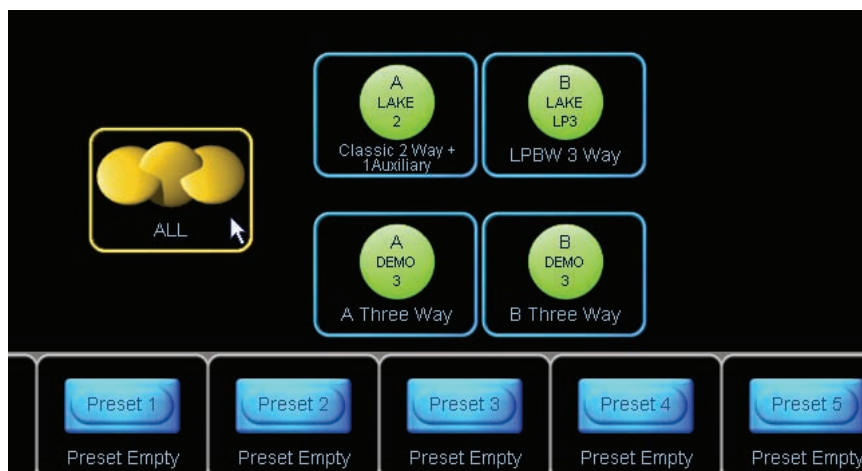 ALL
A
LAKE
2
Classic 2 Way +
1Auxiliary
B
LAKE
LP3
LPBW 3 Way
A
DEMO
3
A Three Way
B
DEMO
3
B Three Way
Preset 1
Preset Empty
Preset 2
Preset Empty
Preset 3
Preset Empty
Preset 4
Preset Empty
Preset 5
Preset Empty